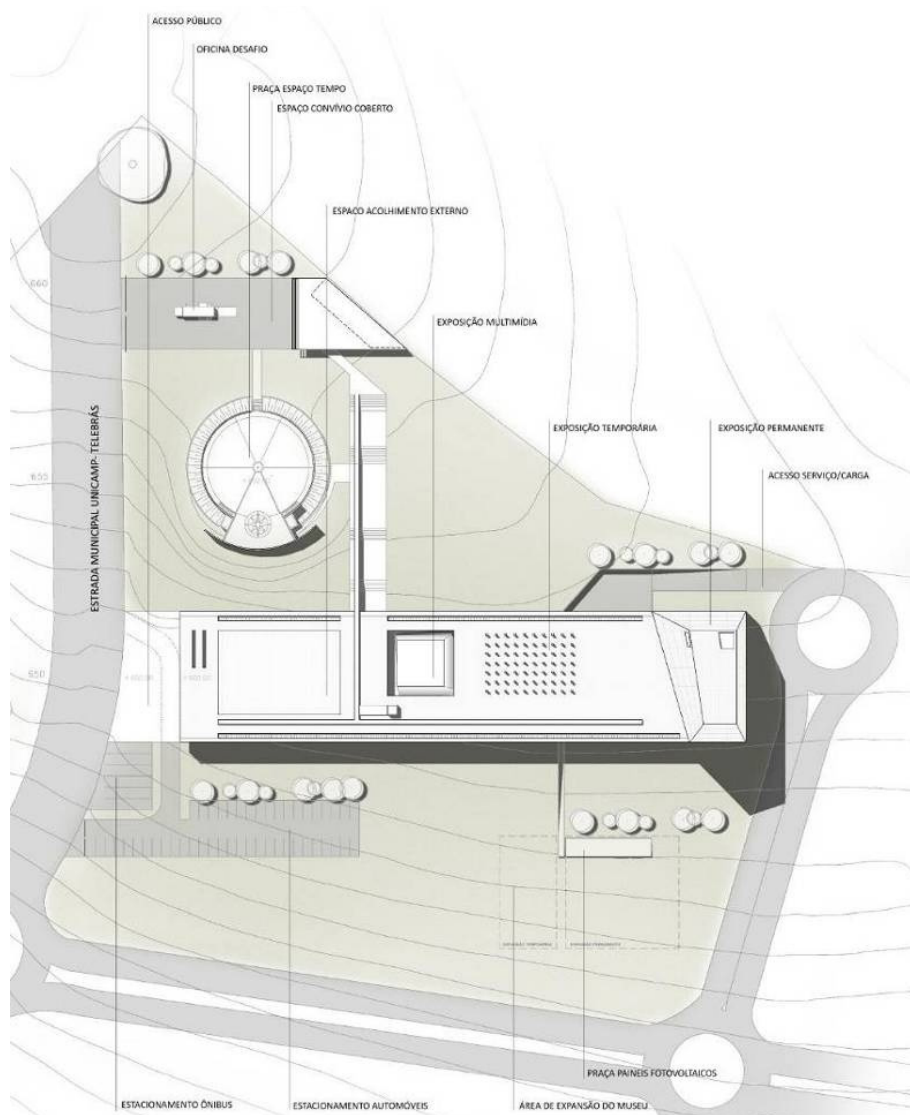 ACESSO PÚBLICO
OFICINA DESAFIO
PRAÇA ESPAÇO TEMPO
ESPAÇO CONVÍVIO COBERTO
ESPACO ACOLHIMENTO EXTERNO
EXPOSIÇÃO MULTIMÍDIA
EXPOSIÇÃO TEMPORÁRIA
EXPOSIÇÃO PERMANENTE
ACESSO SERVIÇO/CARGA
660
655
650
ESTRADA MUNICIPAL UNICAMP- TELEBRÁS
PRAÇA PAINEIS FOTOVOLTAICOS
ESTACIONAMENTO ÔNIBUS
ESTACIONAMENTO AUTOMÓVEIS
ÁREA DE EXPANSÃO DO MUSEU